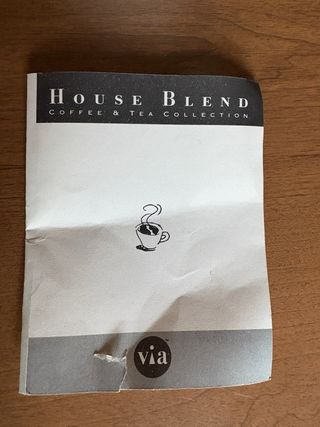 HOUSE BLEND
COFFEE & TEA COLLECTION
via